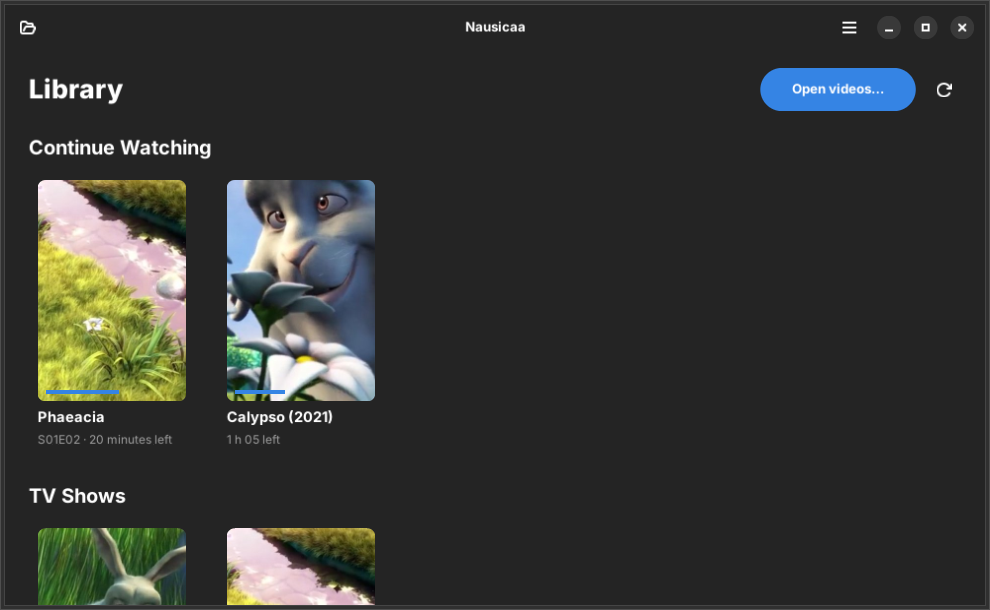 Nausicaa
Library
Open videos...
Continue Watching
Phaeacia
S01E02 · 20 minutes left
Calypso (2021)
1 h 05 left
TV Shows